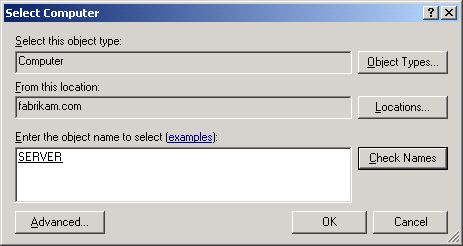 Select Computer
Select this object type:
Computer
Object Types...
From this location:
fabrikam.com
Locations...
Enter the object name to select (examples):
SERVER
Check Names
Advanced...
OK
Cancel